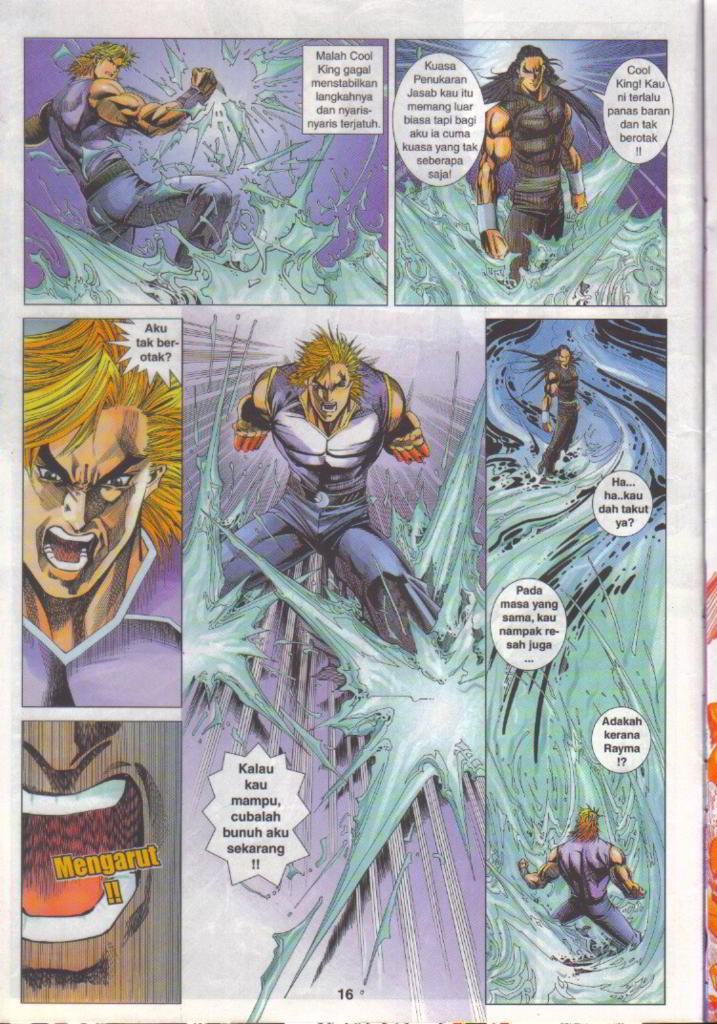 Malah Cool
King gagal
menstabilkan
langkahnya
dan nyaris-
nyaris terjatuh.
Kuasa
Penukaran
Jasab kau itu
memang luar
biasa tapi bagi
aku ia cuma
kuasa yang tak
seberapa
saja!
Cool
King! Kau
ni terlalu
panas baran
dan tak
berotak
!!
Aku
tak ber-
otak?
Mengarut
!!
Kalau
kau
mampu,
cubalah
bunuh aku
sekarang
!!
Ha...
ha..kau
dah takut
ya?
Pada
masa yang
sama, kau
nampak re-
sah juga
...
Adakah
kerana
Rayma
!?
16